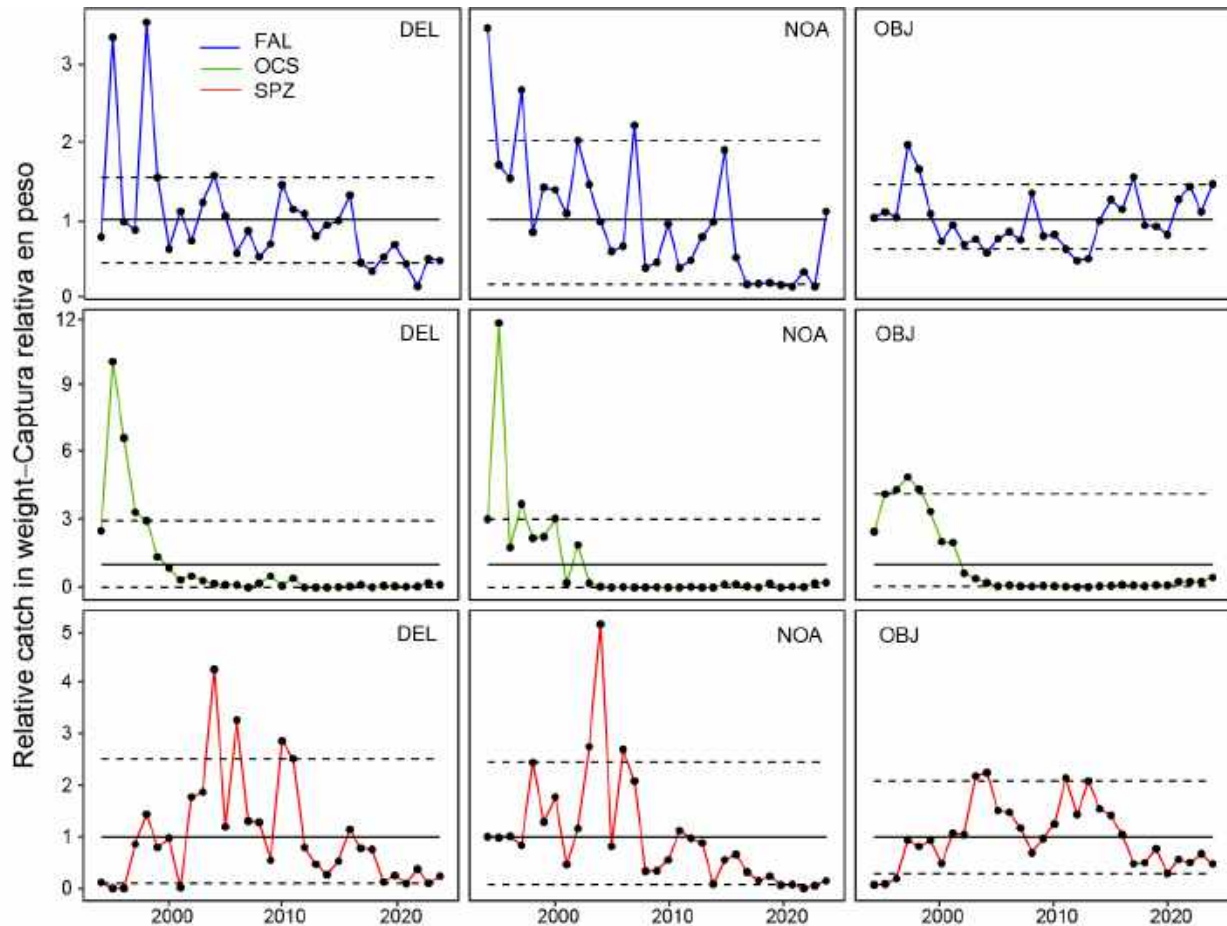 Relative catch in weight–Captura relativa en peso
DEL
NOA
OBJ
FAL
OCS
SPZ
3
2
1
0
DEL
NOA
OBJ
12
9
6
3
0
DEL
NOA
OBJ
5
4
3
2
1
0
2000 2010 2020 2000 2010 2020 2000 2010 2020